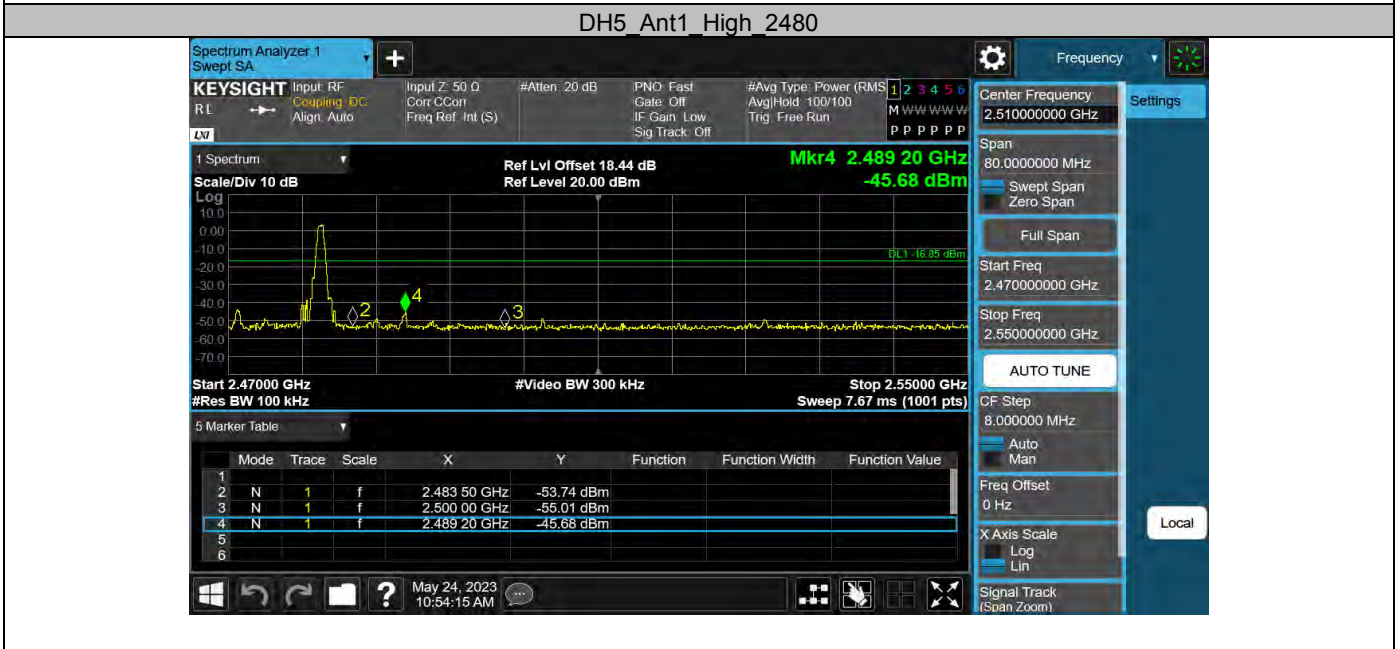 DH5_Ant1_High_2480
Spectrum Analyzer 1
Swept SA
+
Frequency
KEYSIGHT
RL
LXI
Input: RF
Coupling: DC
Align: Auto
Input Z: 50 Ω
Corr CCorr
Freq Ref: Int (S)
#Atten: 20 dB
PNO: Fast
Gate: Off
IF Gain: Low
Sig Track: Off
#Avg Type: Power (RMS
Avg|Hold: 100/100
Trig: Free Run
1 2 3 4 5 6
M W W W W W
P P P P P P
1 Spectrum
Scale/Div 10 dB
Ref Lvl Offset 18.44 dB
Ref Level 20.00 dBm
Mkr4 2.489 20 GHz
-45.68 dBm
Log
10.0
0.00
-10.0
-20.0
-30.0
-40.0
-50.0
-60.0
-70.0
DL1 -16.85 dBm
2
4
3
Start 2.47000 GHz
#Video BW 300 kHz
Stop 2.55000 GHz
#Res BW 100 kHz
Sweep 7.67 ms (1001 pts)
5 Marker Table
Mode Trace Scale X Y Function Function Width Function Value
1
2 N 1 f 2.483 50 GHz -53.74 dBm
3 N 1 f 2.500 00 GHz -55.01 dBm
4 N 1 f 2.489 20 GHz -45.68 dBm
5
6
?
May 24, 2023
10:54:15 AM
Center Frequency
2.510000000 GHz
Settings
Span
80.0000000 MHz
Swept Span
Zero Span
Full Span
Start Freq
2.470000000 GHz
Stop Freq
2.550000000 GHz
AUTO TUNE
CF Step
8.000000 MHz
Auto
Man
Freq Offset
0 Hz
Local
X Axis Scale
Log
Lin
Signal Track
(Span Zoom)